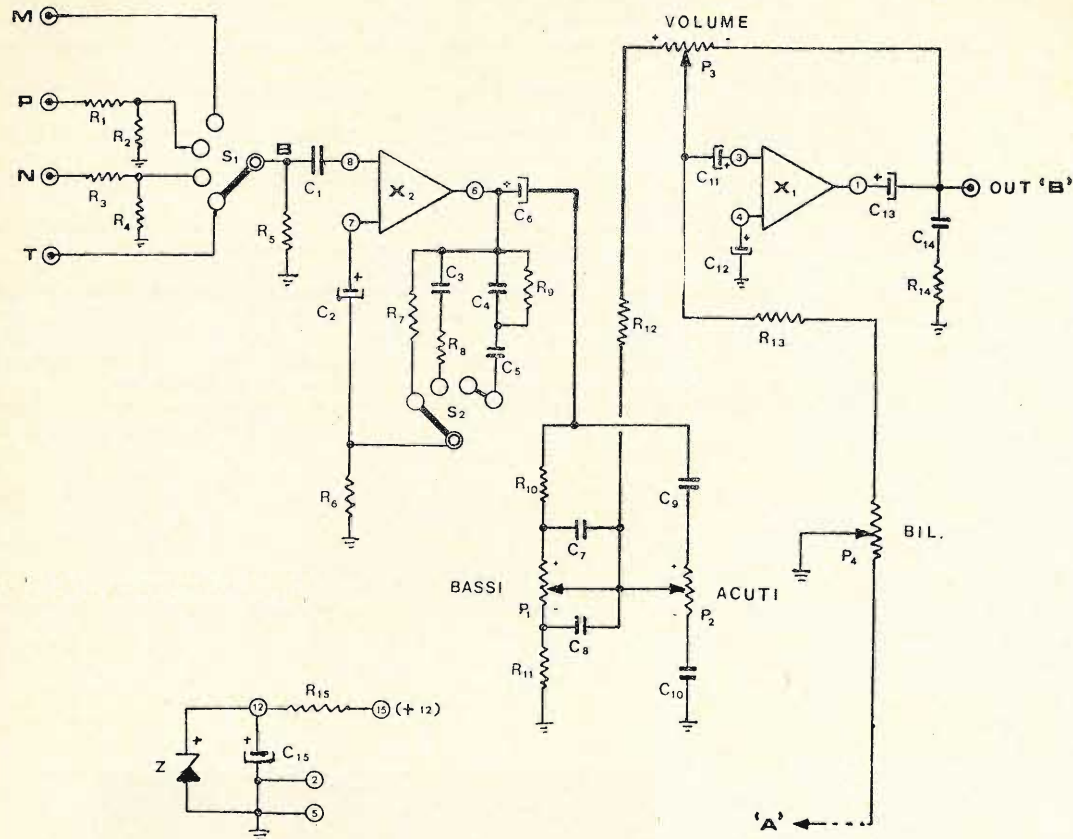 M
P
N
T
R1
R2
R3
R4
S1
B
R5
C1
8
7
X2
6
C6
C2
R6
R7
C3
R8
C4
R9
C5
S2
VOLUME
+
-
P3
R12
C11
+
3
4
X1
1
+
C13
OUT 'B'
C12
+
C14
R14
R13
R10
C7
C9
BASSI
+
P1
-
C8
R11
+
P2
-
ACUTI
C10
BIL.
P4
'A'
12
R15
15 (+12)
+
Z
+
C15
2
5